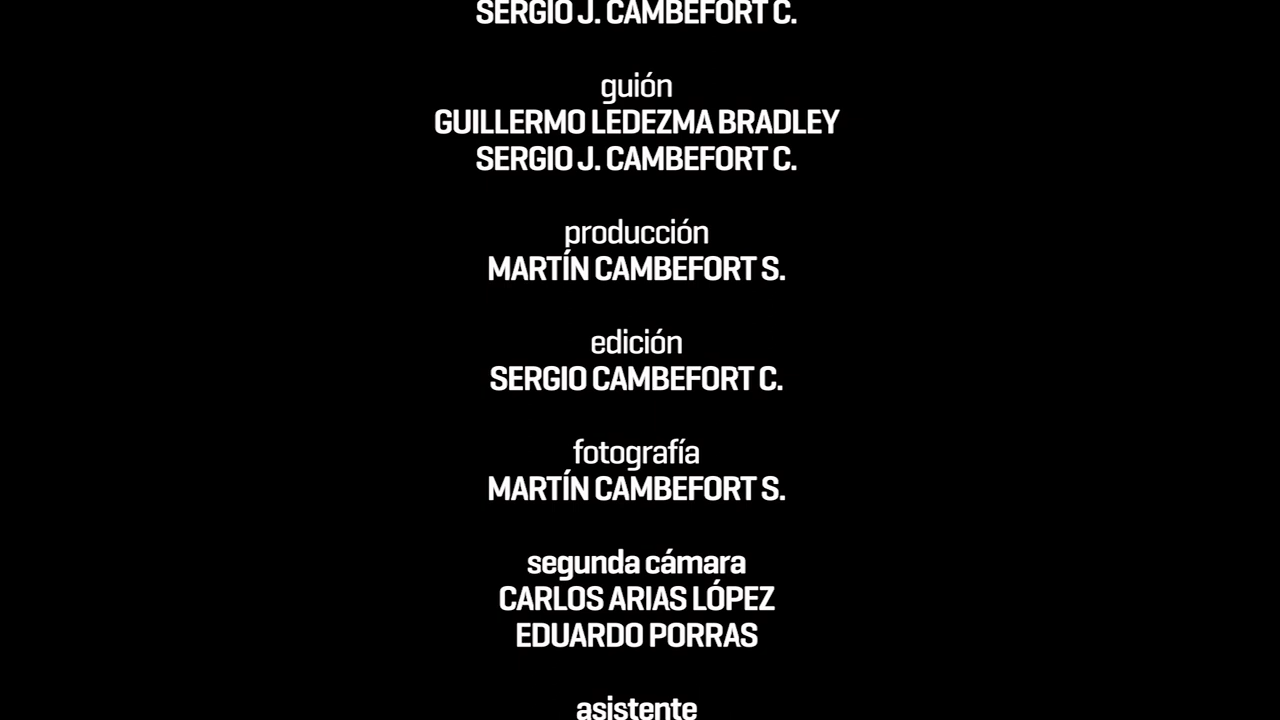 SERGIO J. CAMBEFORT C.
guión
GUILLERMO LEDEZMA BRADLEY
SERGIO J. CAMBEFORT C.
producción
MARTÍN CAMBEFORT S.
edición
SERGIO CAMBEFORT C.
fotografía
MARTÍN CAMBEFORT S.
segunda cámara
CARLOS ARIAS LÓPEZ
EDUARDO PORRAS
asistente